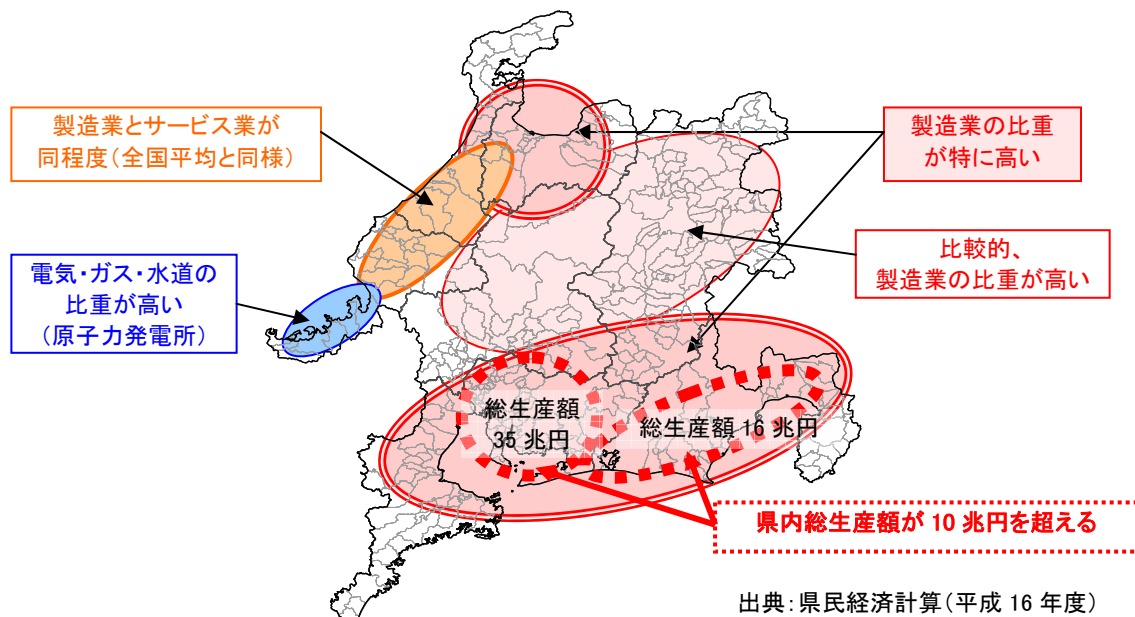 製造業とサービス業が
同程度(全国平均と同様)
製造業の比重
が特に高い
電気・ガス・水道の
比重が高い
(原子力発電所)
比較的、
製造業の比重が高い
総生産額
35 兆円
総生産額 16 兆円
県内総生産額が 10 兆円を超える
出典:県民経済計算(平成 16 年度)